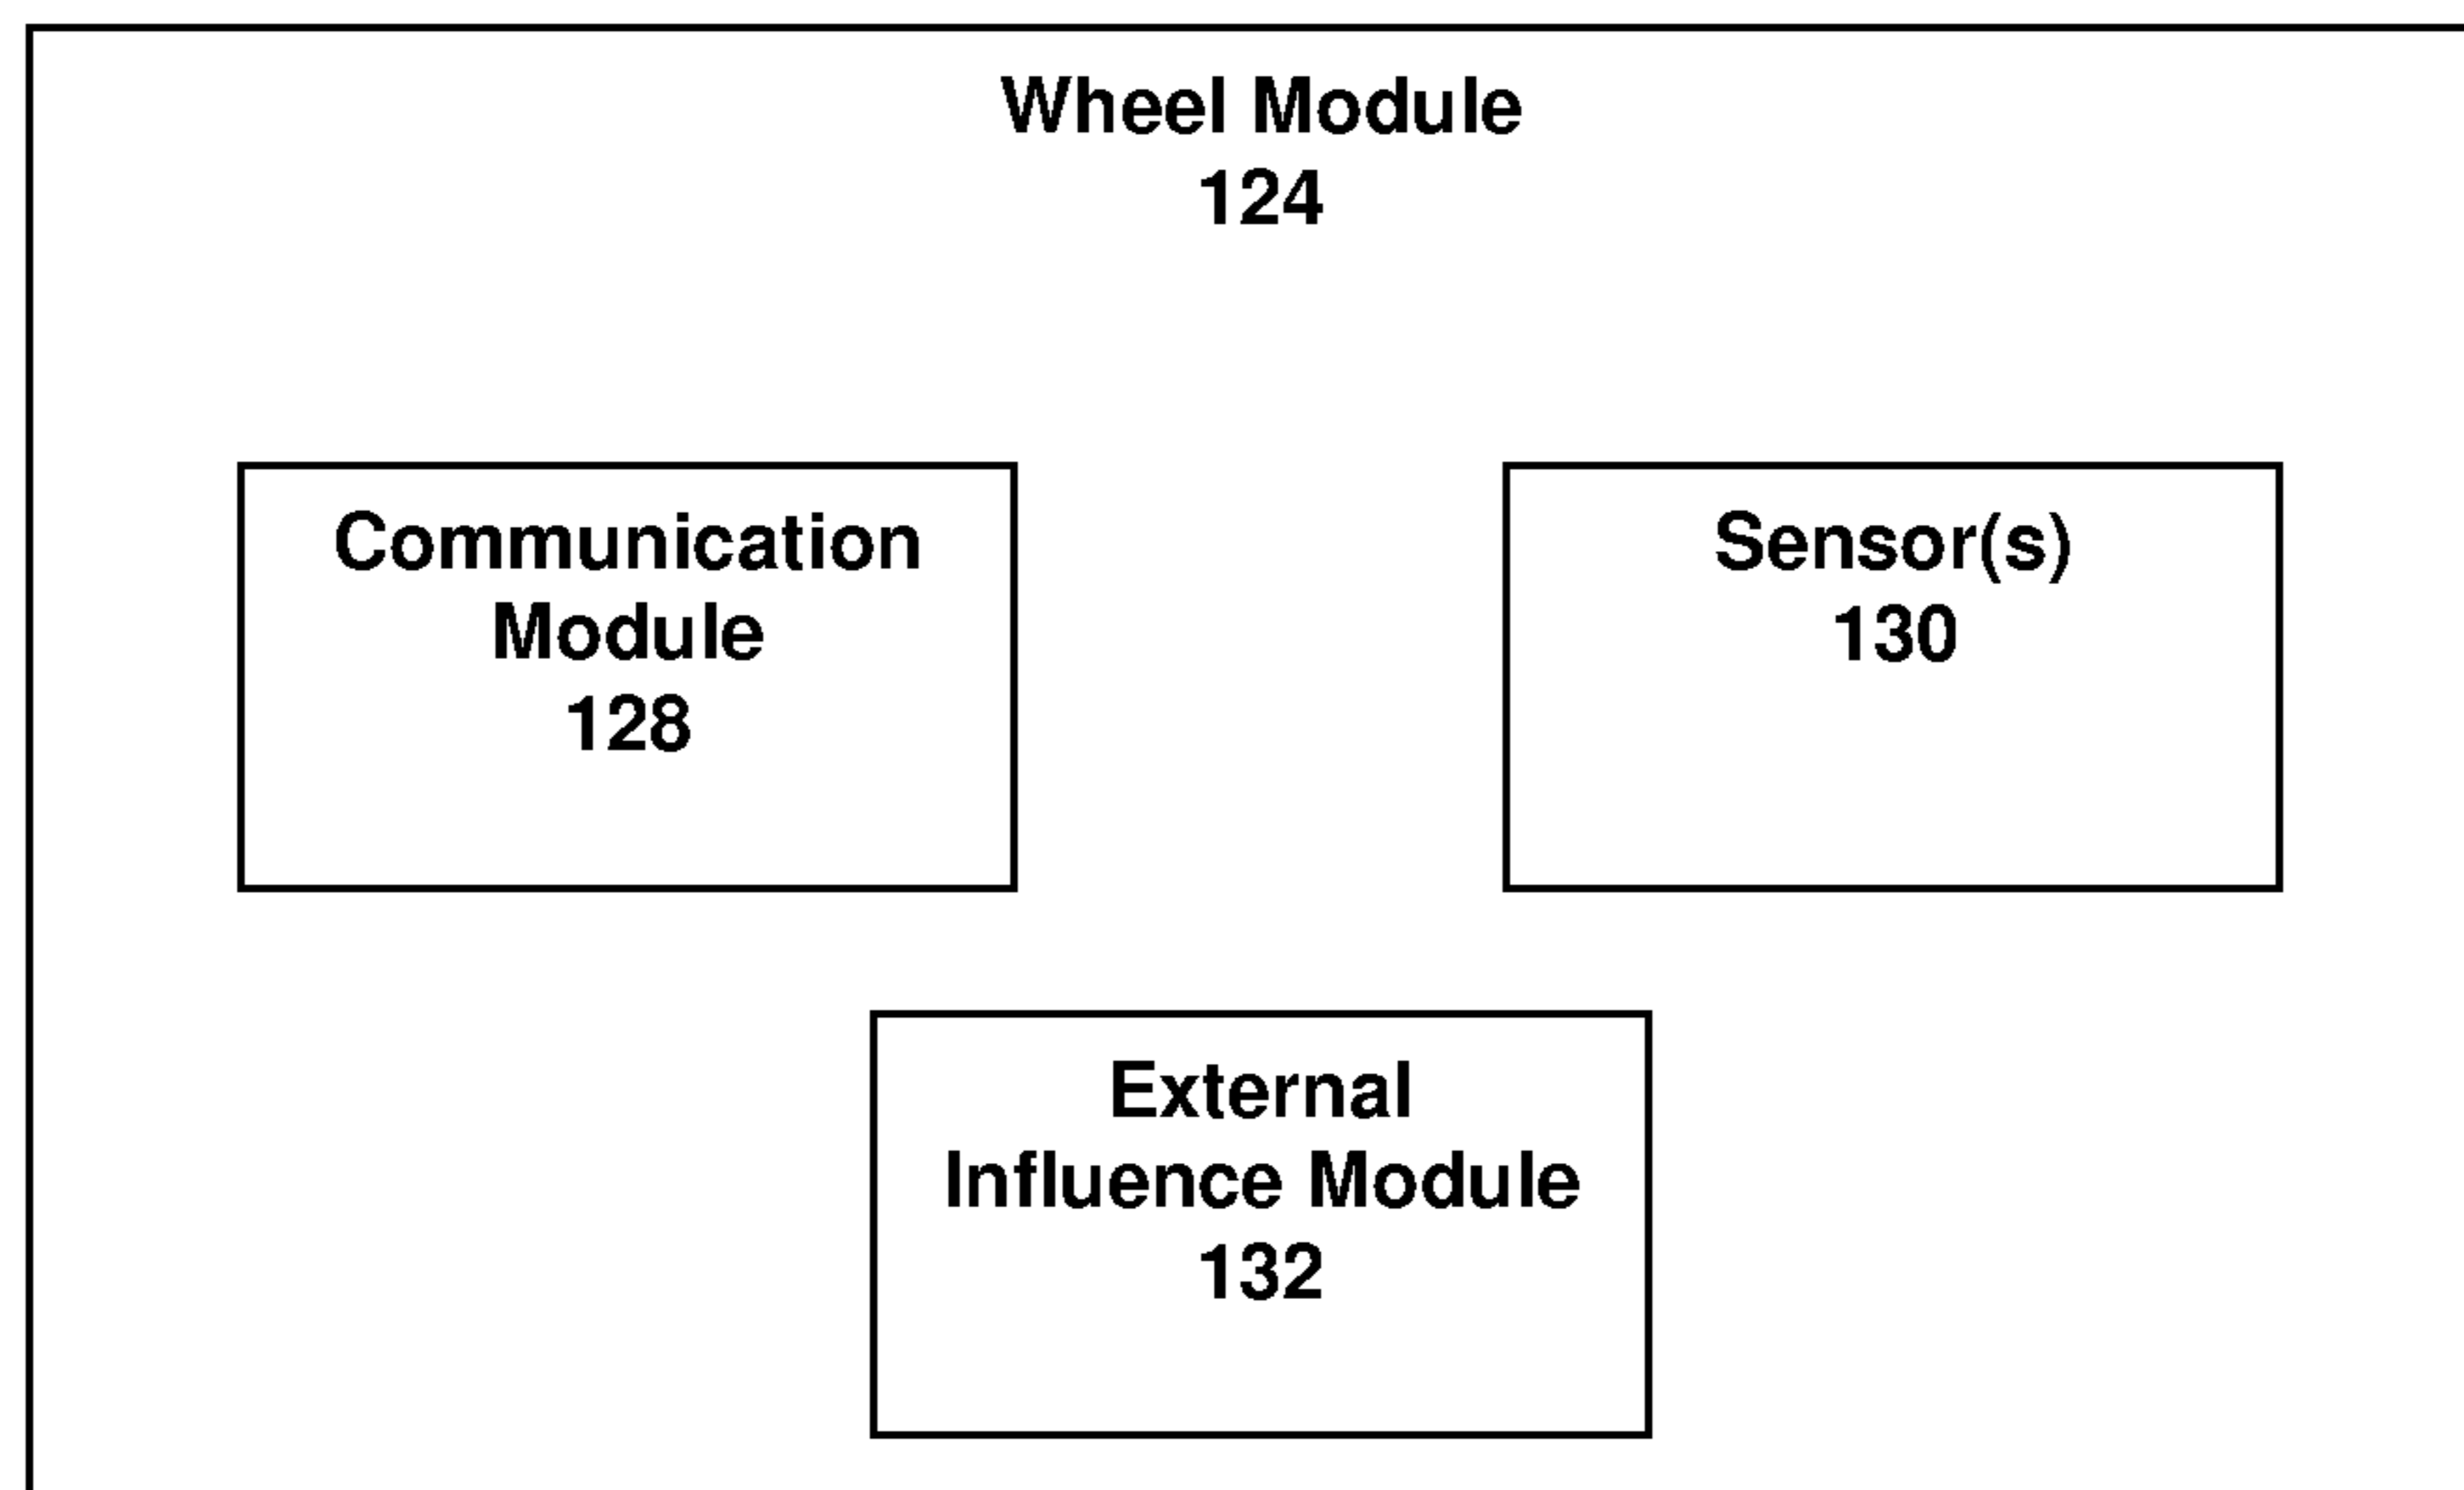 Wheel Module
124
Communication
Module
128
Sensor(s)
130
External
Influence Module
132